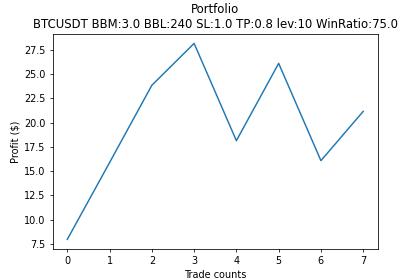 Portfolio
BTCUSDT BBM:3.0 BBL:240 SL:1.0 TP:0.8 lev:10 WinRatio:75.0
27.5
25.0
22.5
20.0
17.5
15.0
12.5
10.0
7.5
Profit ($)
0 1 2 3 4 5 6 7
Trade counts